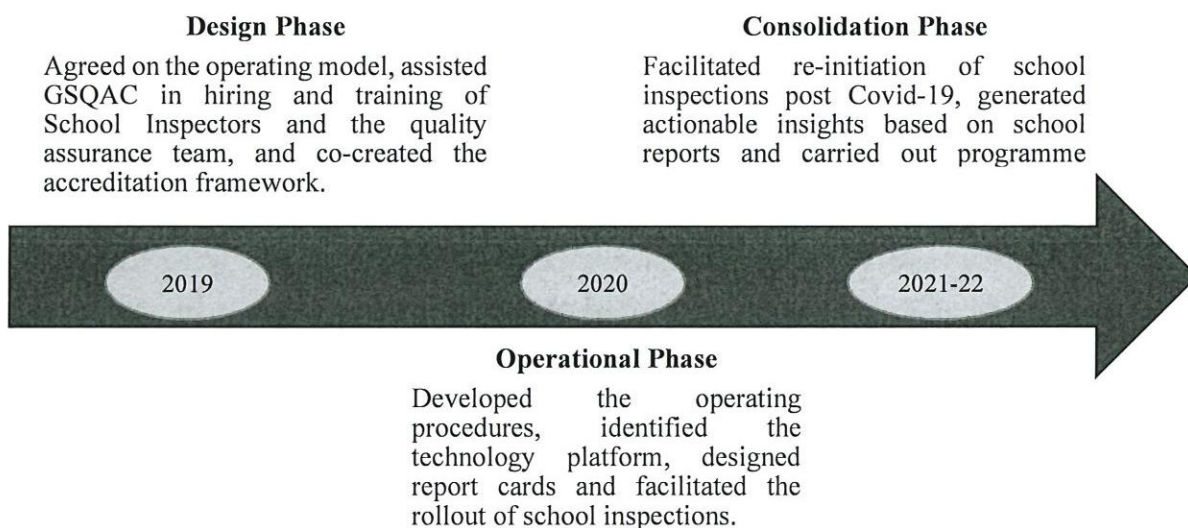 Design Phase
Agreed on the operating model, assisted
GSQAC in hiring and training of
School Inspectors and the quality
assurance team, and co-created the
accreditation framework.
Consolidation Phase
Facilitated re-initiation of school
inspections post Covid-19, generated
actionable insights based on school
reports and carried out programme
2019
2020
2021-22
Operational Phase
Developed the operating
procedures, identified the
technology platform, designed
report cards and facilitated the
rollout of school inspections.